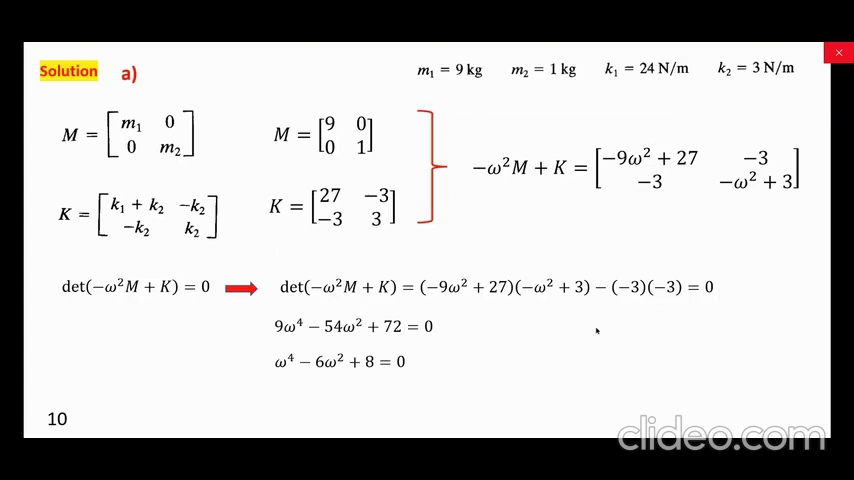 Solution a)
m₁ = 9 kg m₂ = 1 kg k₁ = 24 N/m k₂ = 3 N/m
M = [m₁ 0
0 m₂]
M = [9 0
0 1]
K = [k₁ + k₂ -k₂
-k₂ k₂]
K = [27 −3
−3 3]
−ω²M + K = [−9ω² + 27 −3
−3 −ω² + 3]
det(−ω²M + K) = 0
det(−ω²M + K) = (−9ω² + 27)(−ω² + 3) − (−3)(−3) = 0
9ω⁴ − 54ω² + 72 = 0
ω⁴ − 6ω² + 8 = 0
10
clideo.com